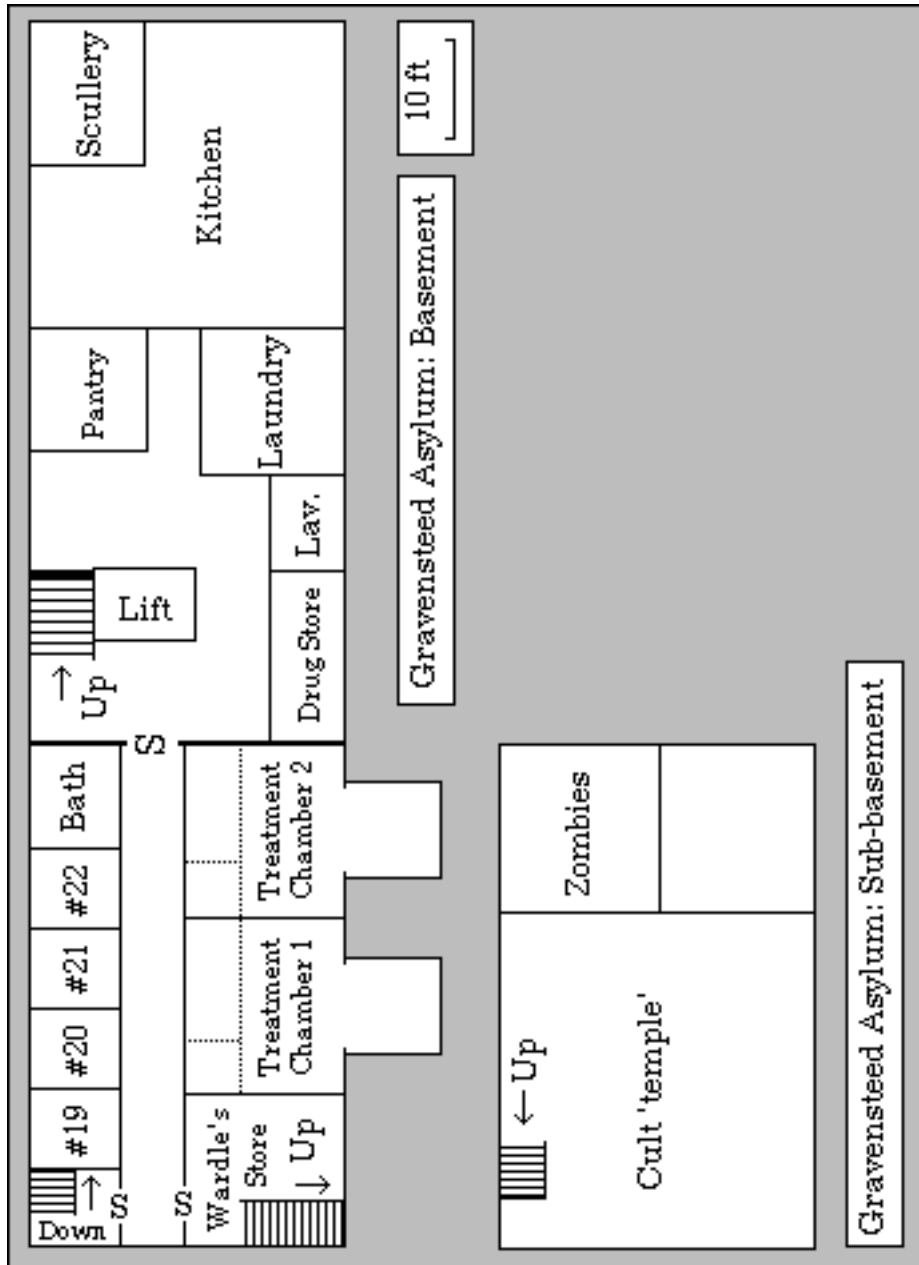 Down
#19
#20
#21
#22
Bath
Up
Lift
Pantry
Scullery
S
S
S
Kitchen
Wardle's
Store
Up
Treatment
Chamber 1
Treatment
Chamber 2
Drug Store
Lav.
Laundry
Gravensteed Asylum: Basement
10 ft
Up
Cult 'temple'
Zombies
Gravensteed Asylum: Sub-basement